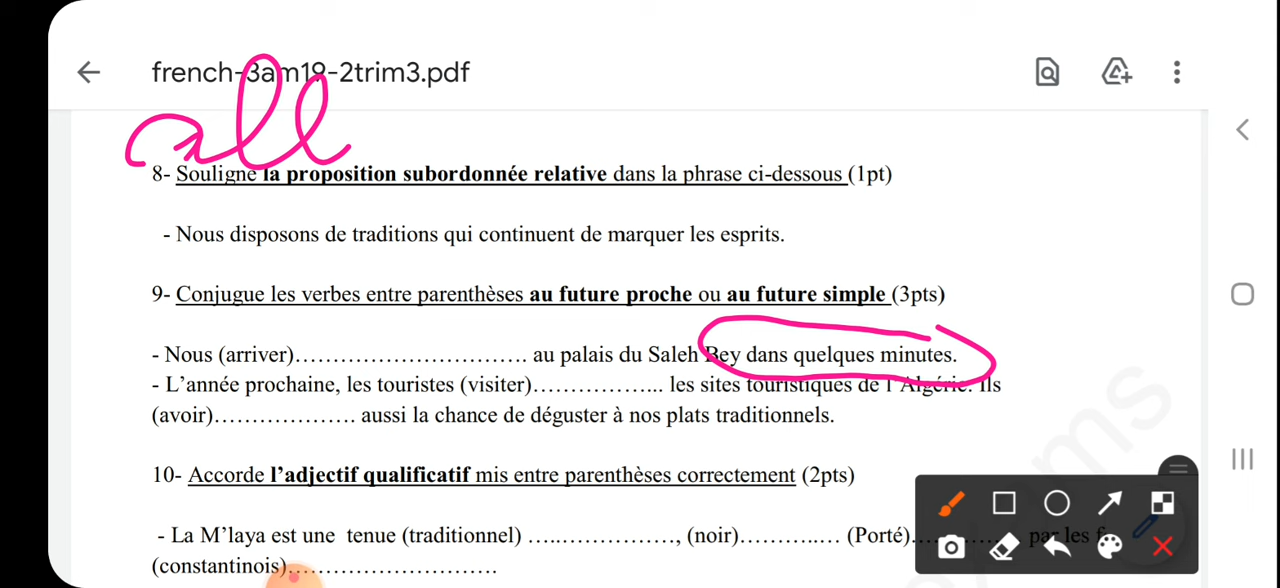 french-3am19-2trim3.pdf
all
8- Souligne la proposition subordonnée relative dans la phrase ci-dessous (1pt)
- Nous disposons de traditions qui continuent de marquer les esprits.
9- Conjugue les verbes entre parenthèses au future proche ou au future simple (3pts)
- Nous (arriver)…………………………. au palais du Saleh Bey dans quelques minutes.
- L'année prochaine, les touristes (visiter)…………….. les sites touristiques de l'Algérie. Ils
(avoir)………………. aussi la chance de déguster à nos plats traditionnels.
10- Accorde l'adjectif qualificatif mis entre parenthèses correctement (2pts)
- La M'laya est une tenue (traditionnel) …..……………, (noir)……..… (Porté)… par les f
(constantinois)……………………….